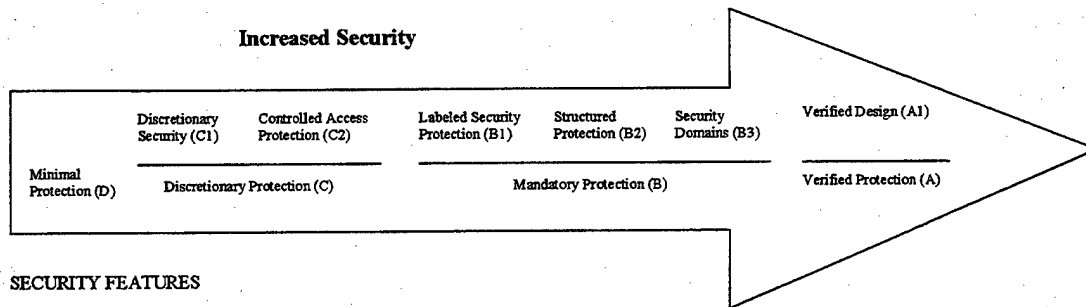 Increased Security
Discretionary
Security (C1)
Controlled Access
Protection (C2)
Labeled Security
Protection (B1)
Structured
Protection (B2)
Security
Domains (B3)
Verified Design (A1)
Minimal
Protection (D)
Discretionary Protection (C)
Mandatory Protection (B)
Verified Protection (A)
SECURITY FEATURES